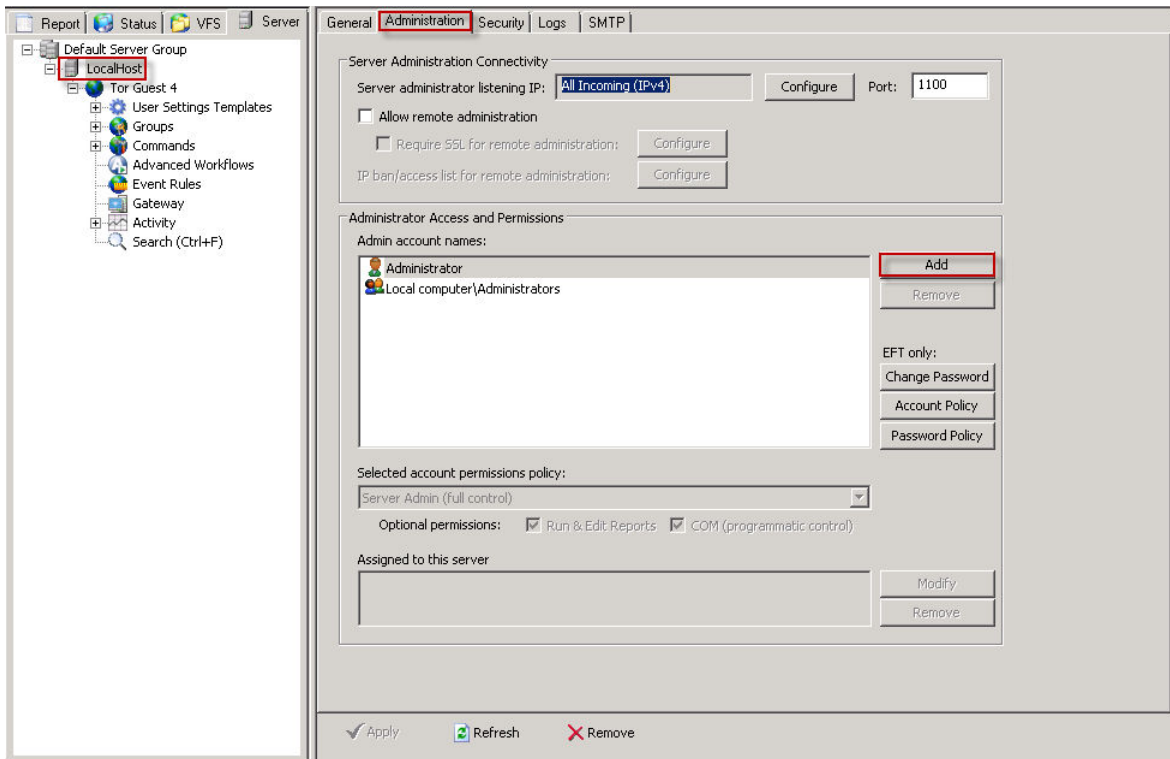 Report Status VFS Server
Default Server Group
LocalHost
Tor Guest 4
User Settings Templates
Groups
Commands
Advanced Workflows
Event Rules
Gateway
Activity
Search (Ctrl+F)
General Administration Security Logs SMTP
Server Administration Connectivity
Server administrator listening IP: All Incoming (IPv4) Configure Port: 1100
Allow remote administration
Require SSL for remote administration: Configure
IP ban/access list for remote administration: Configure
Administrator Access and Permissions
Admin account names:
Administrator
Local computer\Administrators
Add
Remove
EFT only:
Change Password
Account Policy
Password Policy
Selected account permissions policy:
Server Admin (full control)
Optional permissions: Run & Edit Reports COM (programmatic control)
Assigned to this server
Modify
Remove
Apply Refresh Remove